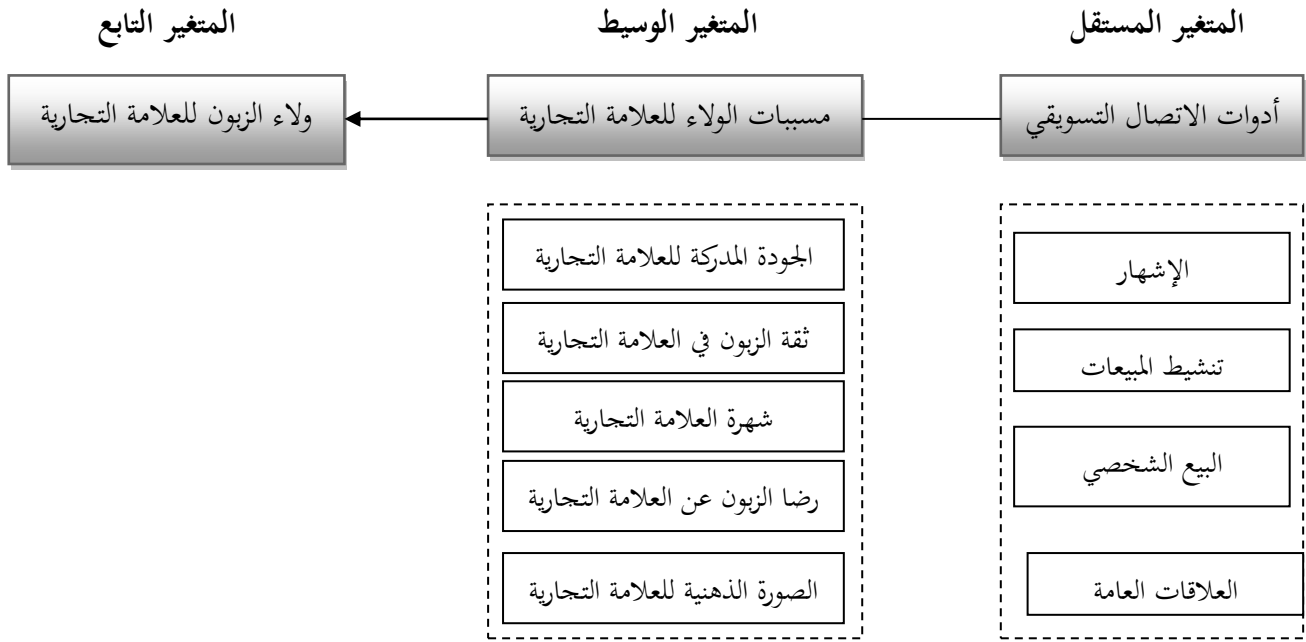 المتغير المستقل
المتغير الوسيط
المتغير التابع
أدوات الاتصال التسويقي
مسببات الولاء للعلامة التجارية
ولاء الزبون للعلامة التجارية
الإشهار
تنشيط المبيعات
البيع الشخصي
العلاقات العامة
الجودة المدركة للعلامة التجارية
ثقة الزبون في العلامة التجارية
شهرة العلامة التجارية
رضا الزبون عن العلامة التجارية
الصورة الذهنية للعلامة التجارية